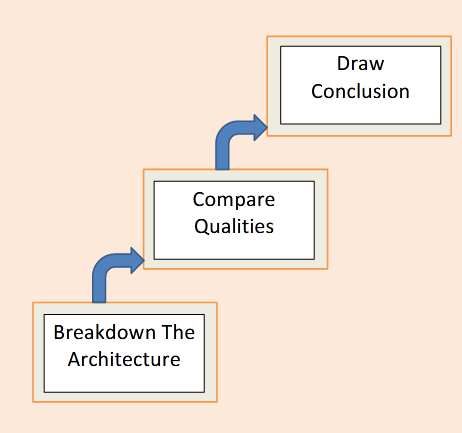 Draw
Conclusion
Compare
Qualities
Breakdown The
Architecture